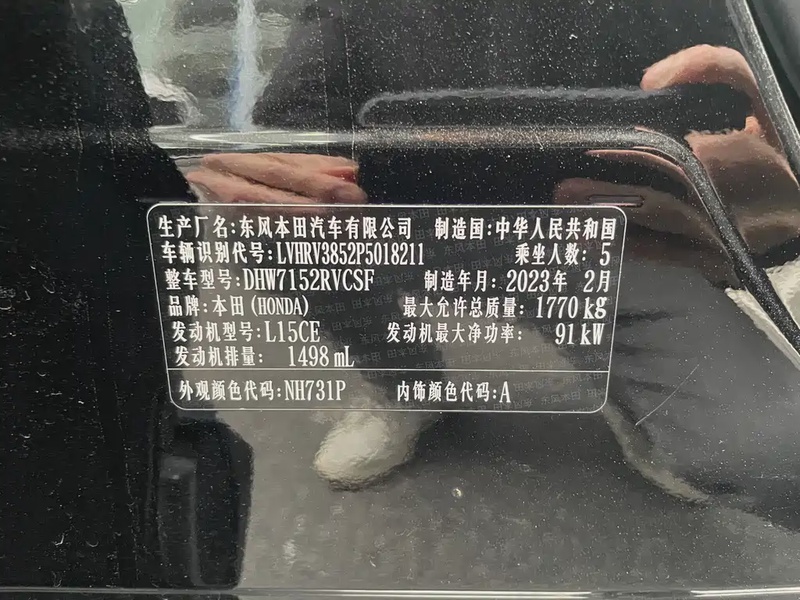 生产厂名:东风本田汽车有限公司 制造国:中华人民共和国
车辆识别代号:LVHRV3852P5018211 乘坐人数:5
整车型号:DHW7152RVCSF 制造年月:2023年 2月
品牌:本田(HONDA) 最大允许总质量:1770 kg
发动机型号:L15CE 发动机最大净功率: 91 kW
发动机排量: 1498 mL
外观颜色代码:NH731P 内饰颜色代码:A